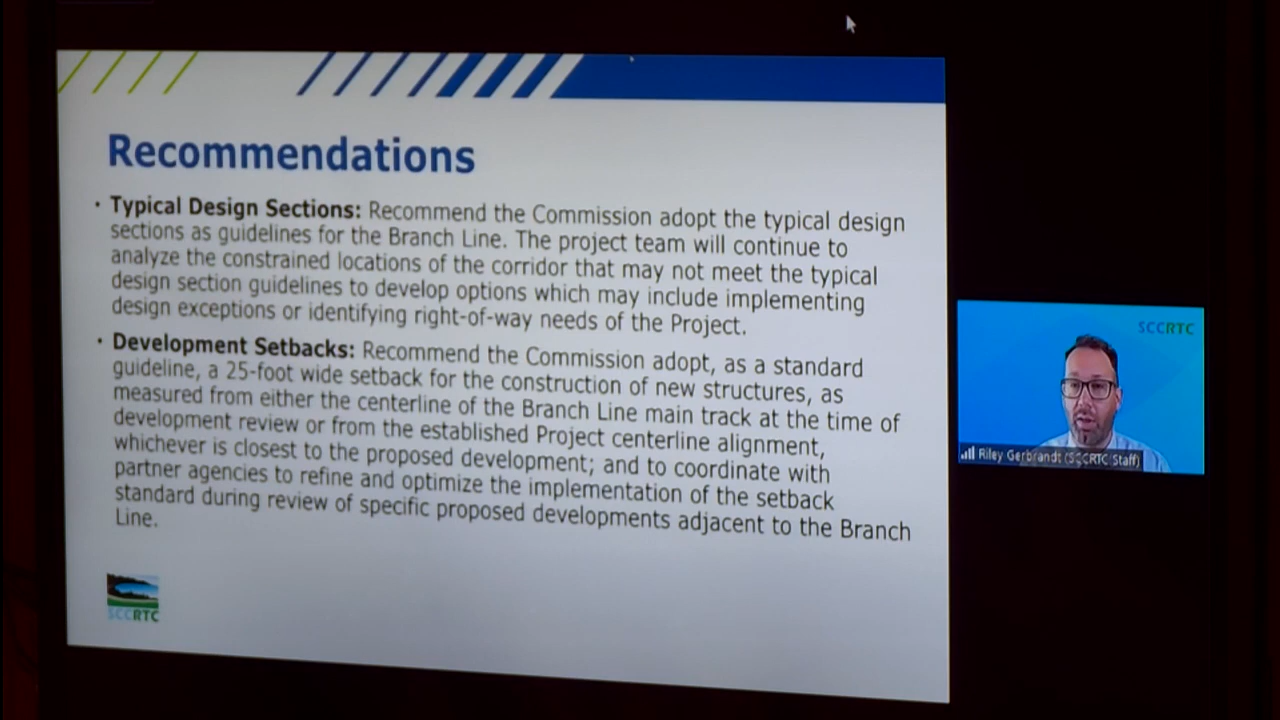 Recommendations
• Typical Design Sections: Recommend the Commission adopt the typical design
sections as guidelines for the Branch Line. The project team will continue to
analyze the constrained locations of the corridor that may not meet the typical
design section guidelines to develop options which may include implementing
design exceptions or identifying right-of-way needs of the Project.
• Development Setbacks: Recommend the Commission adopt, as a standard
guideline, a 25-foot wide setback for the construction of new structures, as
measured from either the centerline of the Branch Line main track at the time of
development review or from the established Project centerline alignment,
whichever is closest to the proposed development; and to coordinate with
partner agencies to refine and optimize the implementation of the setback
standard during review of specific proposed developments adjacent to the Branch
Line.
SCCRTC
SCCRTC
Riley Gerbrandt (SCCRTC Staff)